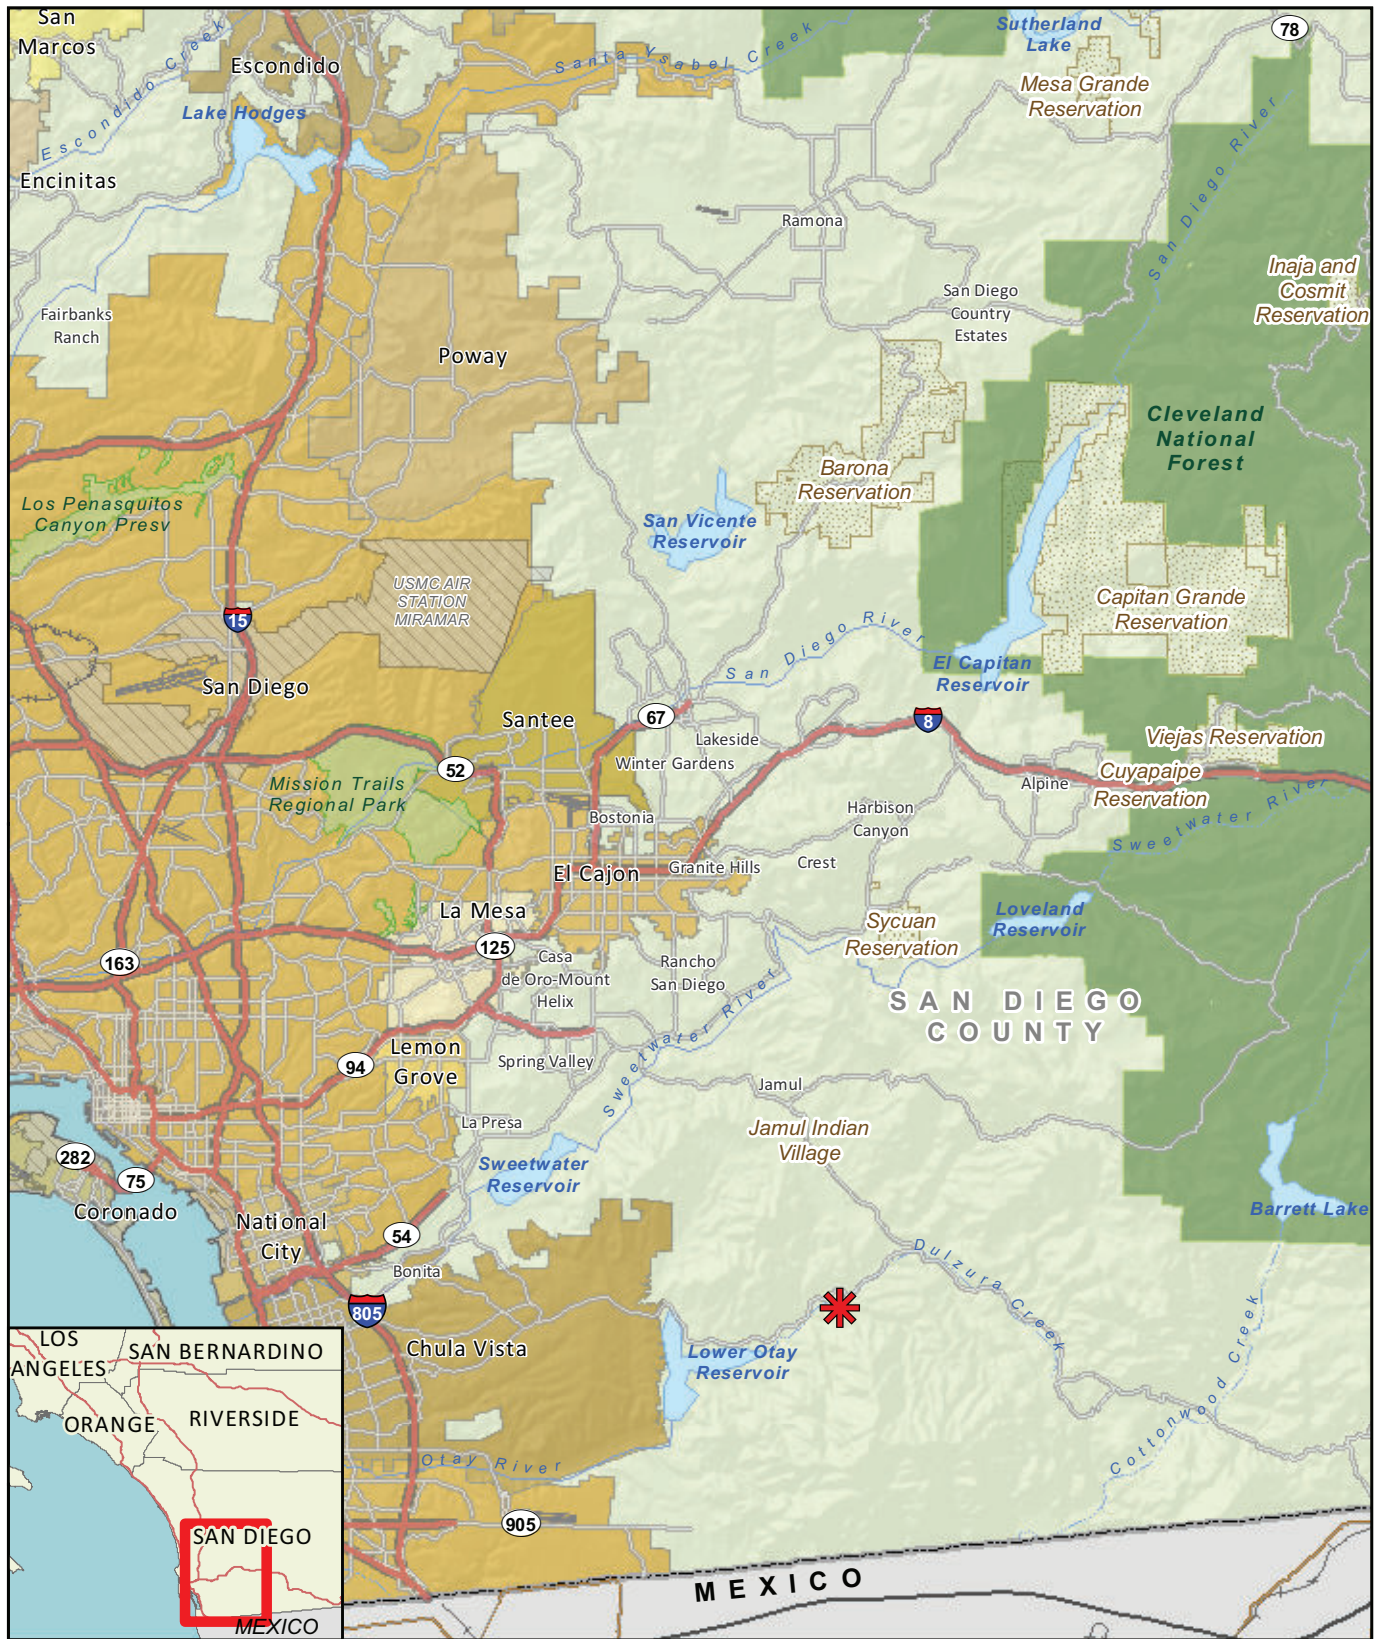 San
Marcos
Escondido Creek
Escondido
Santa Ysabel Creek
Sutherland
Lake
78
Mesa Grande
Reservation
Lake Hodges
Encinitas
San Diego River
Ramona
Inaja and
Cosmit
Reservation
San Diego
Country
Estates
Fairbanks
Ranch
Poway
Cleveland
National
Forest
Barona
Reservation
Los Penasquitos
Canyon Presv
San Vicente
Reservoir
USMC AIR
STATION
MIRAMAR
15
Capitan Grande
Reservation
San Diego River
El Capitan
Reservoir
San Diego
Santee
67
8
Lakeside
Winter Gardens
Viejas Reservation
52
Mission Trails
Regional Park
Alpine
Cuyapaipe
Reservation
Sweetwater River
Bostonia
Harbison
Canyon
El Cajon
Granite Hills
Crest
La Mesa
Loveland
Reservoir
Sycuan
Reservation
125
163
Casa
de Oro-Mount
Helix
Rancho
San Diego
SAN DIEGO
COUNTY
Sweetwater River
Lemon
Grove
94
Spring Valley
Jamul
La Presa
Jamul Indian
Village
282
75
Coronado
Sweetwater
Reservoir
National
City
54
Barrett Lake
Bonita
Dulzura Creek
805
Chula Vista
Lower Otay
Reservoir
Cottonwood Creek
Otay River
905
MEXICO
LOS
ANGELES
SAN BERNARDINO
ORANGE
RIVERSIDE
SAN DIEGO
MEXICO